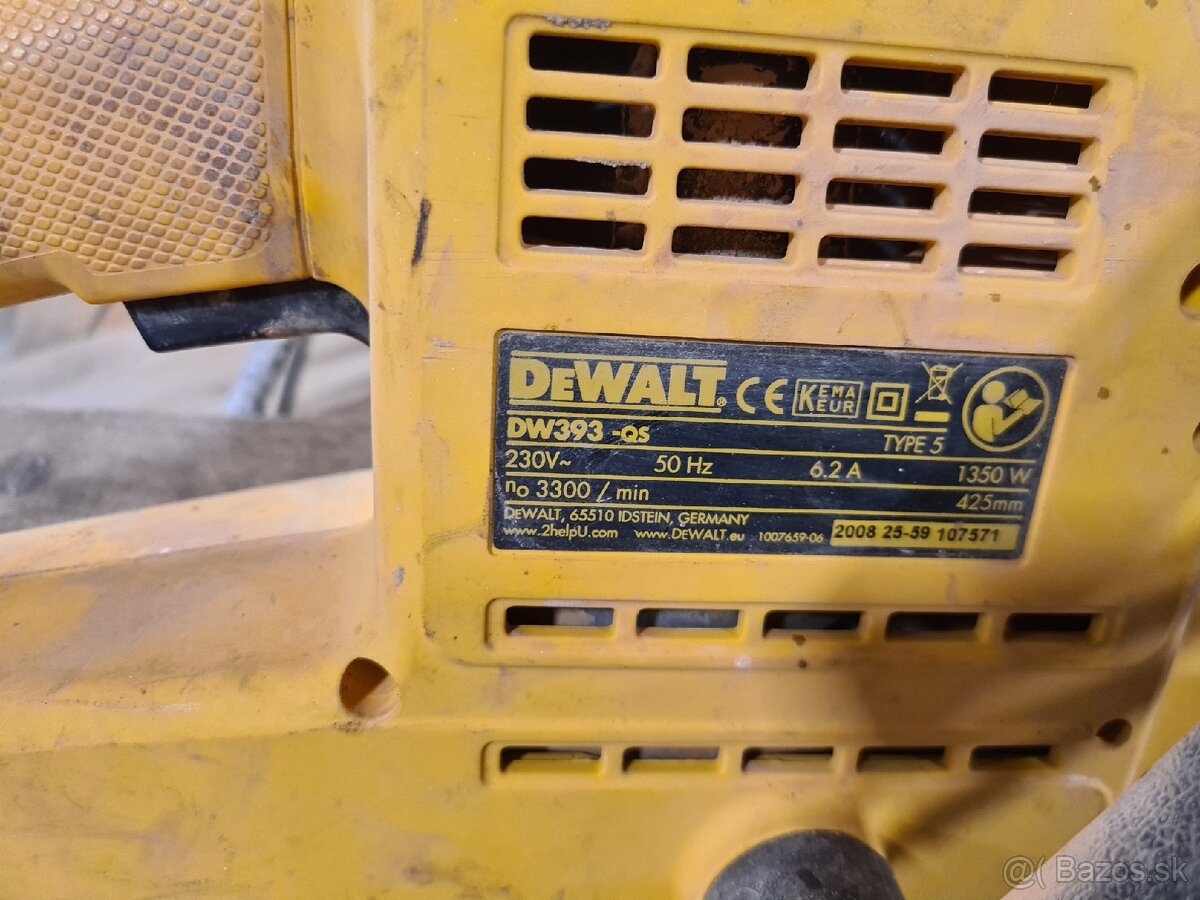 DEWALT® CE KEMA KEUR
DW393 -QS TYPE 5
230V~ 50 Hz 6.2 A 1350 W
no 3300 / min 425mm
DEWALT, 65510 IDSTEIN, GERMANY
www.2helpU.com www.DEWALT.eu 1007659-06 2008 25-59 107571
@( Bazos.sk